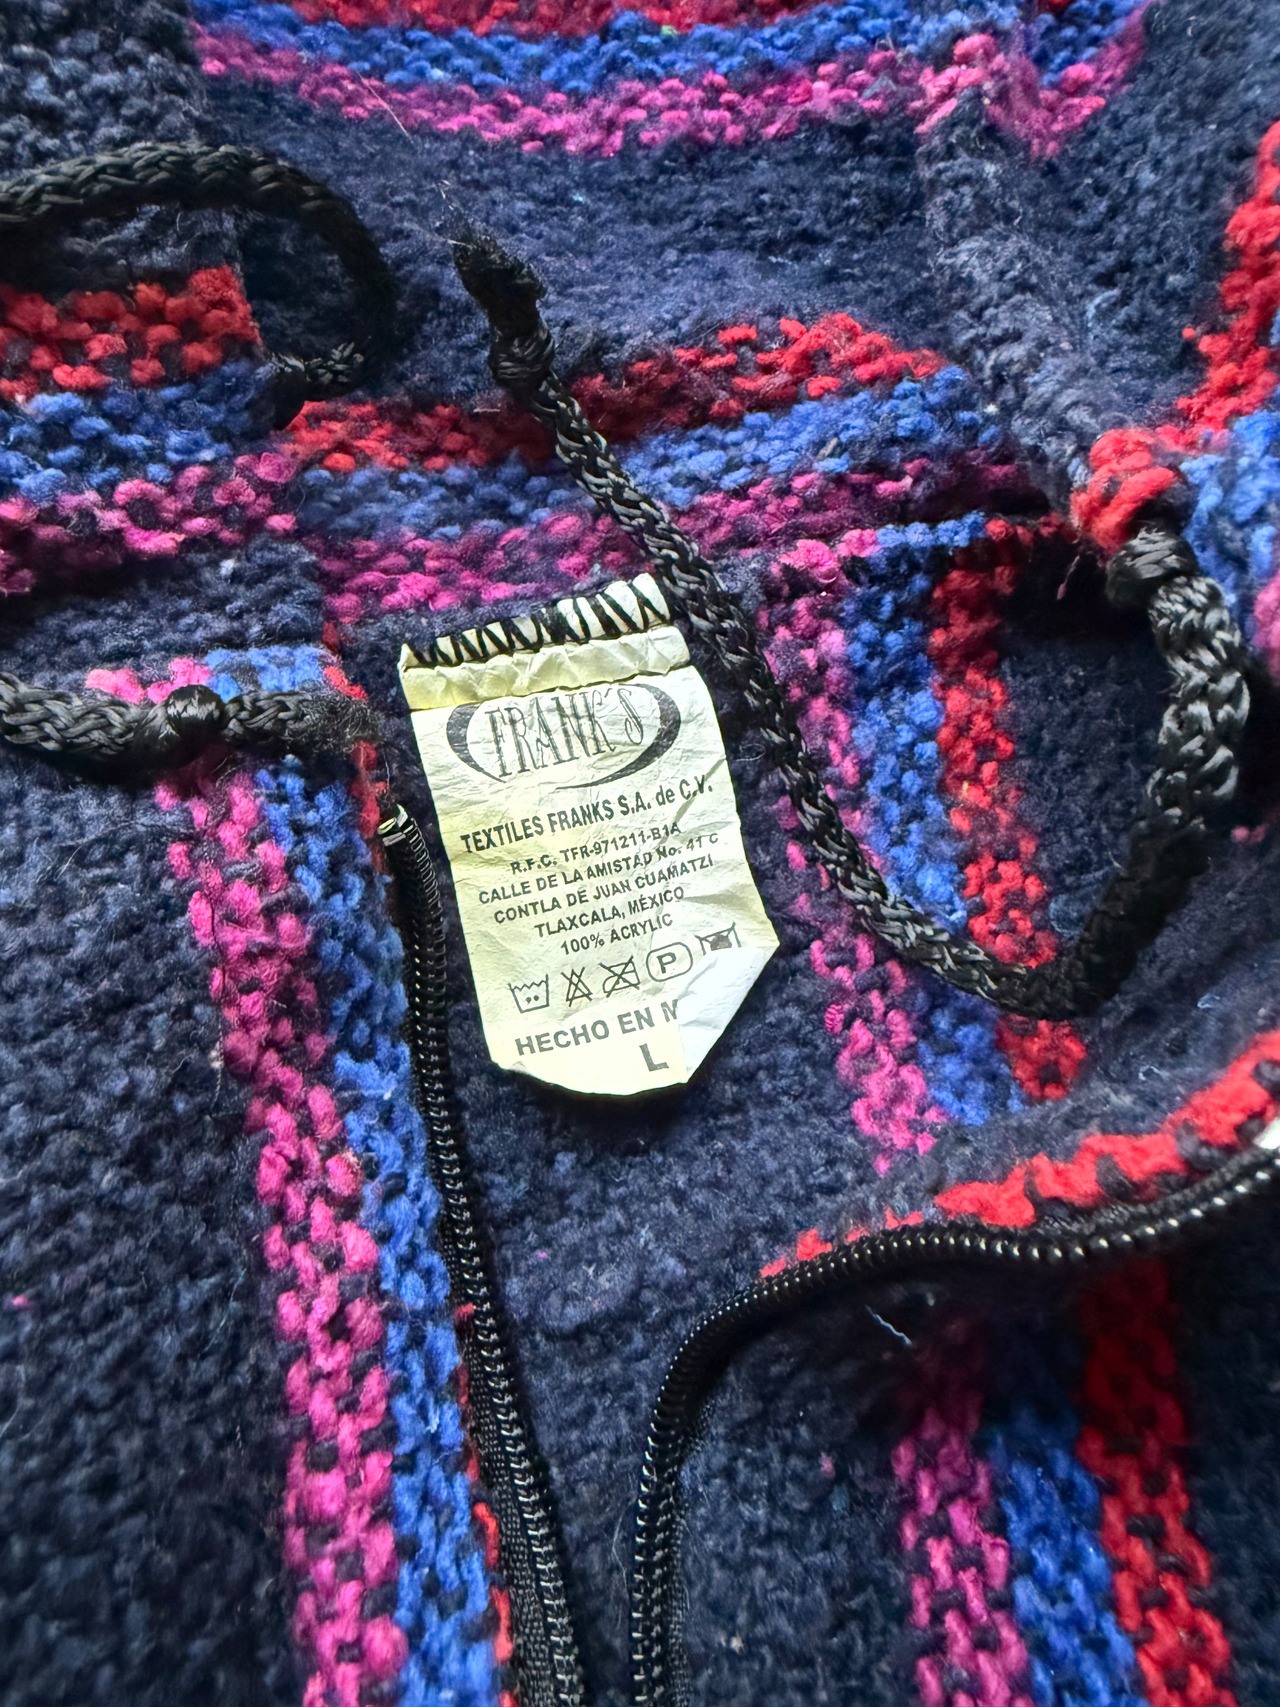 FRANK'S
TEXTILES FRANKS S.A. de C.V.
R.F.C. TFR-971211-B1A
CALLE DE LA AMISTAD No. 41 C
CONTLA DE JUAN CUAMATZI
TLAXCALA, MÉXICO
100% ACRYLIC
P
HECHO EN M
L